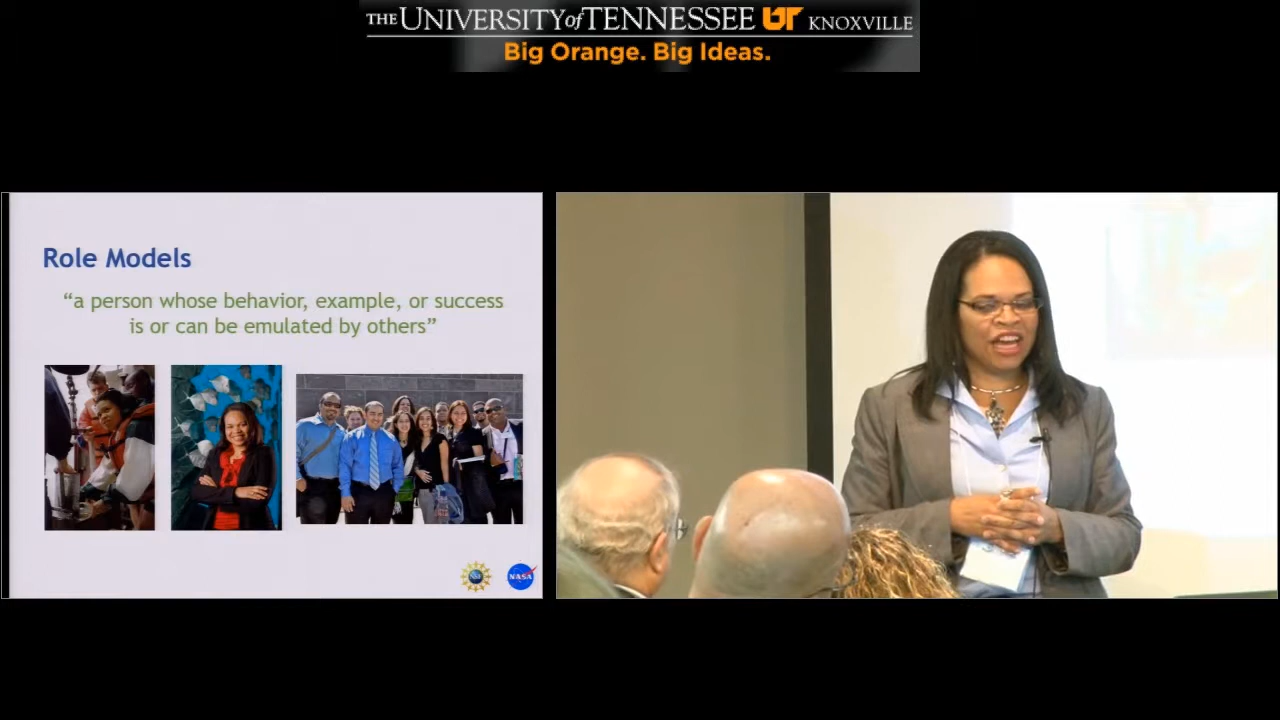 THE UNIVERSITY of TENNESSEE UT KNOXVILLE
Big Orange. Big Ideas.
Role Models
“a person whose behavior, example, or success
is or can be emulated by others”
NSF
NASA